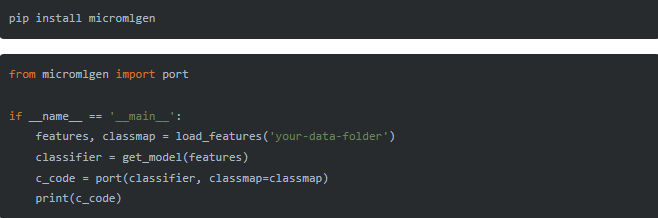 pip install micromlgen
from micromlgen import port
if __name__ == '__main__':
    features, classmap = load_features('your-data-folder')
    classifier = get_model(features)
    c_code = port(classifier, classmap=classmap)
    print(c_code)